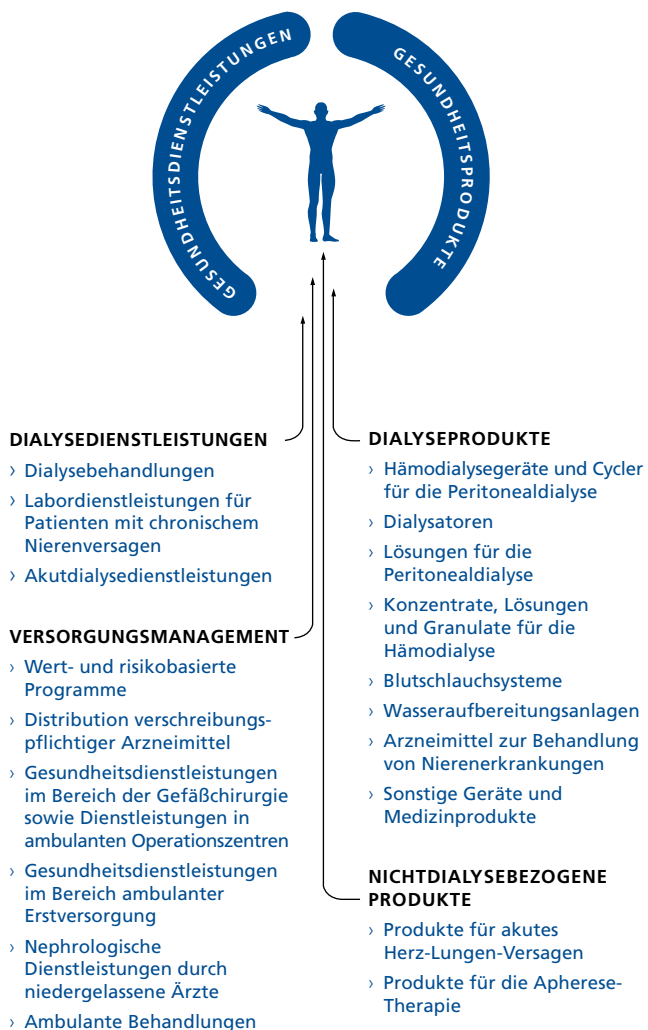 GESUNDHEITSDIENSTLEISTUNGEN
GESUNDHEITSPRODUKTE
DIALYSEDIENSTLEISTUNGEN
› Dialysebehandlungen
› Labordienstleistungen für
Patienten mit chronischem
Nierenversagen
› Akutdialysedienstleistungen
VERSORGUNGSMANAGEMENT
› Wert- und risikobasierte
Programme
› Distribution verschreibungs-
pflichtiger Arzneimittel
› Gesundheitsdienstleistungen
im Bereich der Gefäßchirurgie
sowie Dienstleistungen in
ambulanten Operationszentren
› Gesundheitsdienstleistungen
im Bereich ambulanter
Erstversorgung
› Nephrologische
Dienstleistungen durch
niedergelassene Ärzte
› Ambulante Behandlungen
DIALYSEPRODUKTE
› Hämodialysegeräte und Cycler
für die Peritonealdialyse
› Dialysatoren
› Lösungen für die
Peritonealdialyse
› Konzentrate, Lösungen
und Granulate für die
Hämodialyse
› Blutschlauchsysteme
› Wasseraufbereitungsanlagen
› Arzneimittel zur Behandlung
von Nierenerkrankungen
› Sonstige Geräte und
Medizinprodukte
NICHTDIALYSEBEZOGENE
PRODUKTE
› Produkte für akutes
Herz-Lungen-Versagen
› Produkte für die Apherese-
Therapie